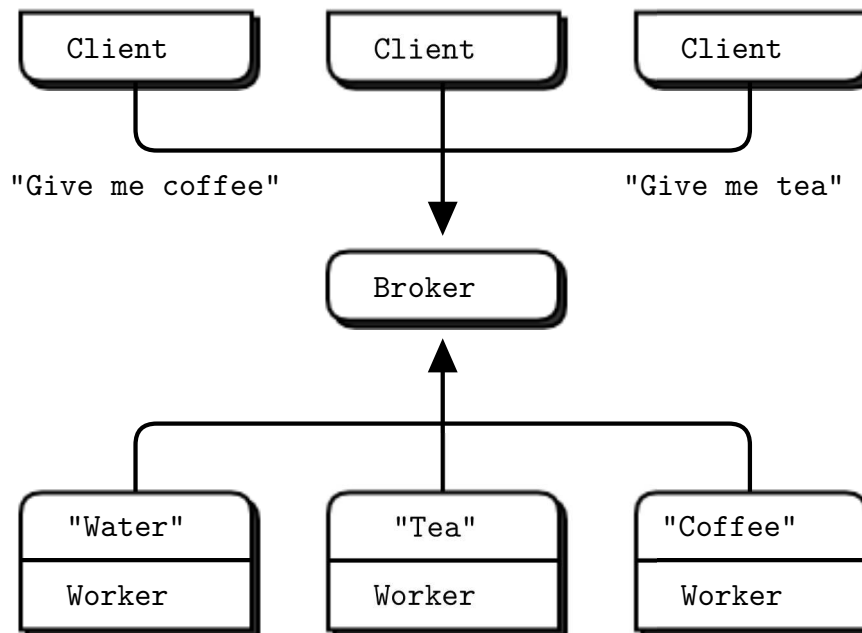 Client Client Client
"Give me coffee" "Give me tea"
Broker
"Water" "Tea" "Coffee"
Worker Worker Worker